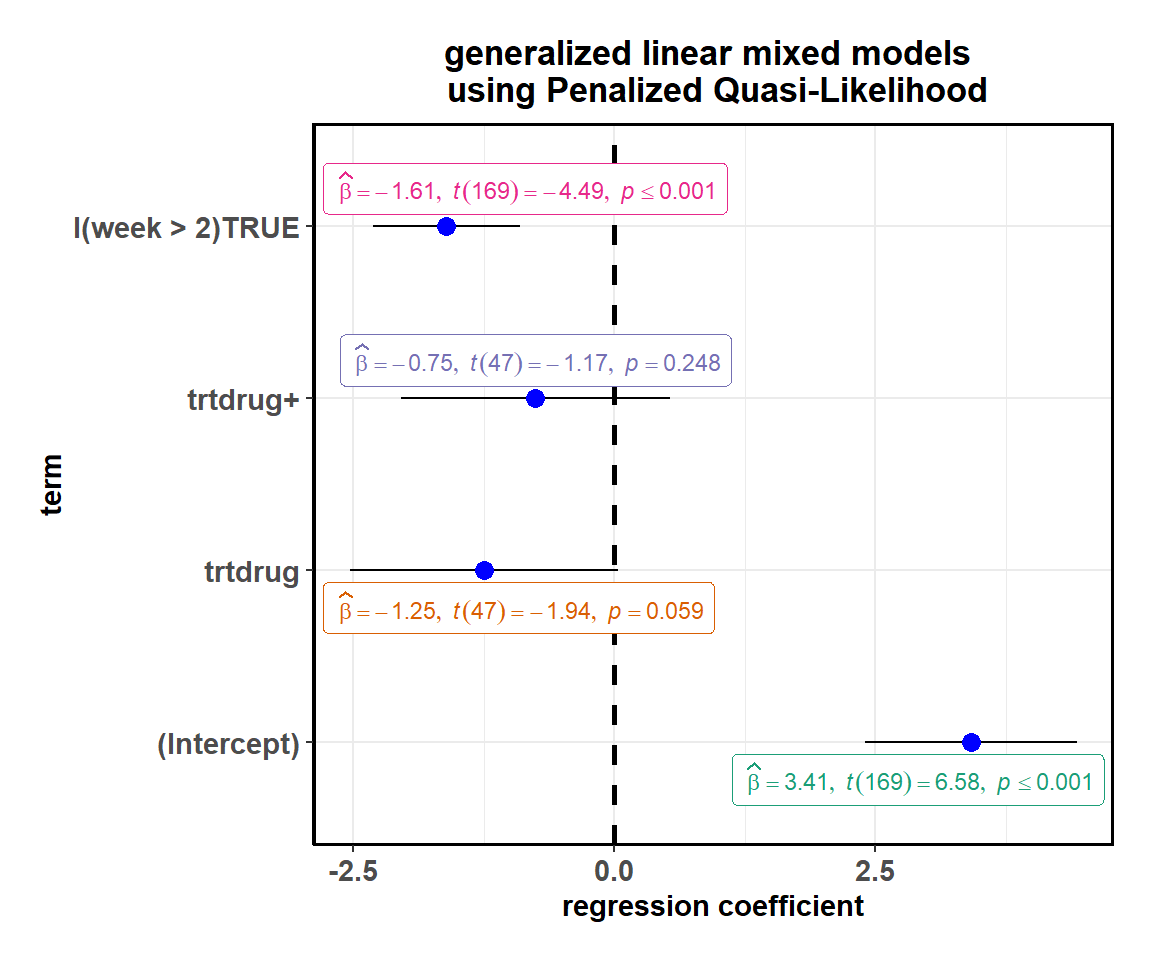 generalized linear mixed models
using Penalized Quasi-Likelihood
β̂ = −1.61, t(169) = −4.49, p ≤ 0.001
I(week > 2)TRUE
β̂ = −0.75, t(47) = −1.17, p = 0.248
trtdrug+
term
trtdrug
β̂ = −1.25, t(47) = −1.94, p = 0.059
(Intercept)
β̂ = 3.41, t(169) = 6.58, p ≤ 0.001
-2.5 0.0 2.5
regression coefficient